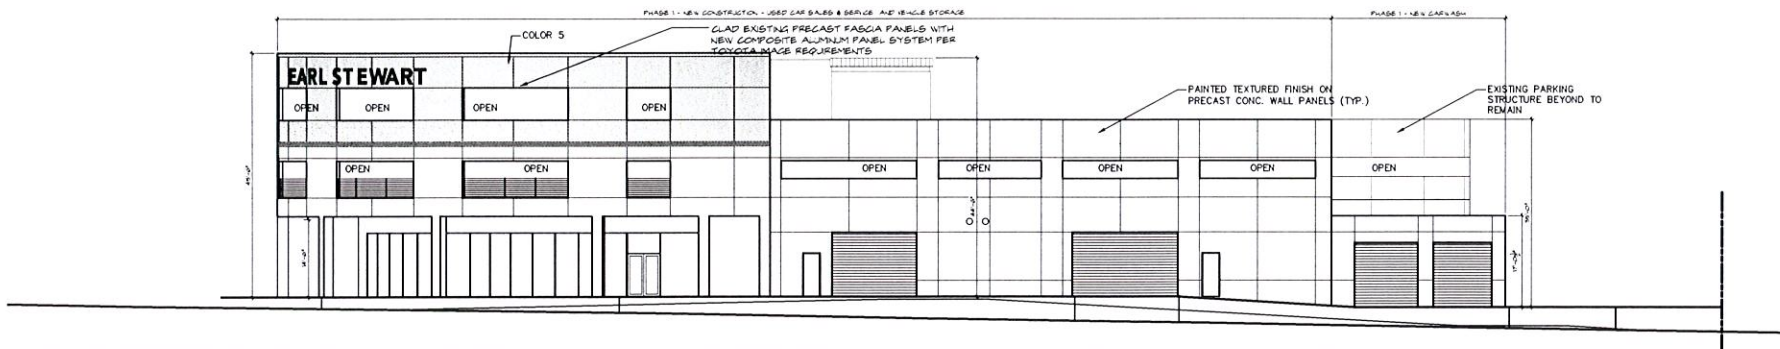 PHASE 1 - NEW CONSTRUCTION - USED CAR SALES & SERVICE AND VEHICLE STORAGE
PHASE 1 - NEW CARWASH
COLOR 5
CLAD EXISTING PRECAST FASCIA PANELS WITH
NEW COMPOSITE ALUMINUM PANEL SYSTEM PER
TOYOTA IMAGE REQUIREMENTS
EARL STEWART
PAINTED TEXTURED FINISH ON
PRECAST CONC. WALL PANELS (TYP.)
EXISTING PARKING
STRUCTURE BEYOND TO
REMAIN
OPEN OPEN OPEN OPEN
OPEN OPEN OPEN OPEN OPEN OPEN OPEN